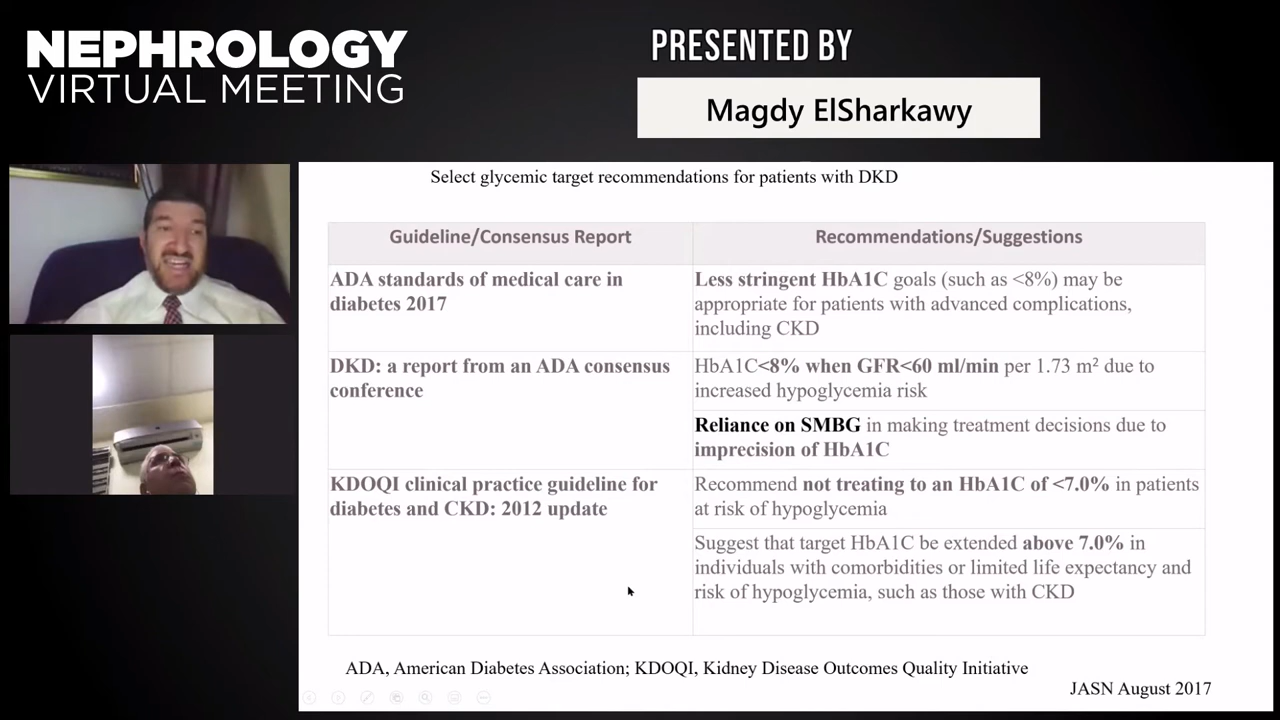 NEPHROLOGY
VIRTUAL MEETING
PRESENTED BY
Magdy ElSharkawy
Select glycemic target recommendations for patients with DKD
Guideline/Consensus Report
Recommendations/Suggestions
ADA standards of medical care in
diabetes 2017
Less stringent HbA1C goals (such as <8%) may be
appropriate for patients with advanced complications,
including CKD
DKD: a report from an ADA consensus
conference
HbA1C<8% when GFR<60 ml/min per 1.73 m² due to
increased hypoglycemia risk
Reliance on SMBG in making treatment decisions due to
imprecision of HbA1C
KDOQI clinical practice guideline for
diabetes and CKD: 2012 update
Recommend not treating to an HbA1C of <7.0% in patients
at risk of hypoglycemia
Suggest that target HbA1C be extended above 7.0% in
individuals with comorbidities or limited life expectancy and
risk of hypoglycemia, such as those with CKD
ADA, American Diabetes Association; KDOQI, Kidney Disease Outcomes Quality Initiative
JASN August 2017